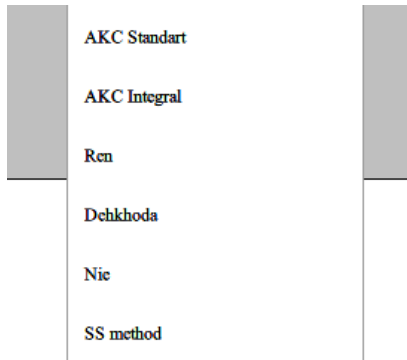 AKC Standart
AKC Integral
Ren
Dehkhoda
Nie
SS method